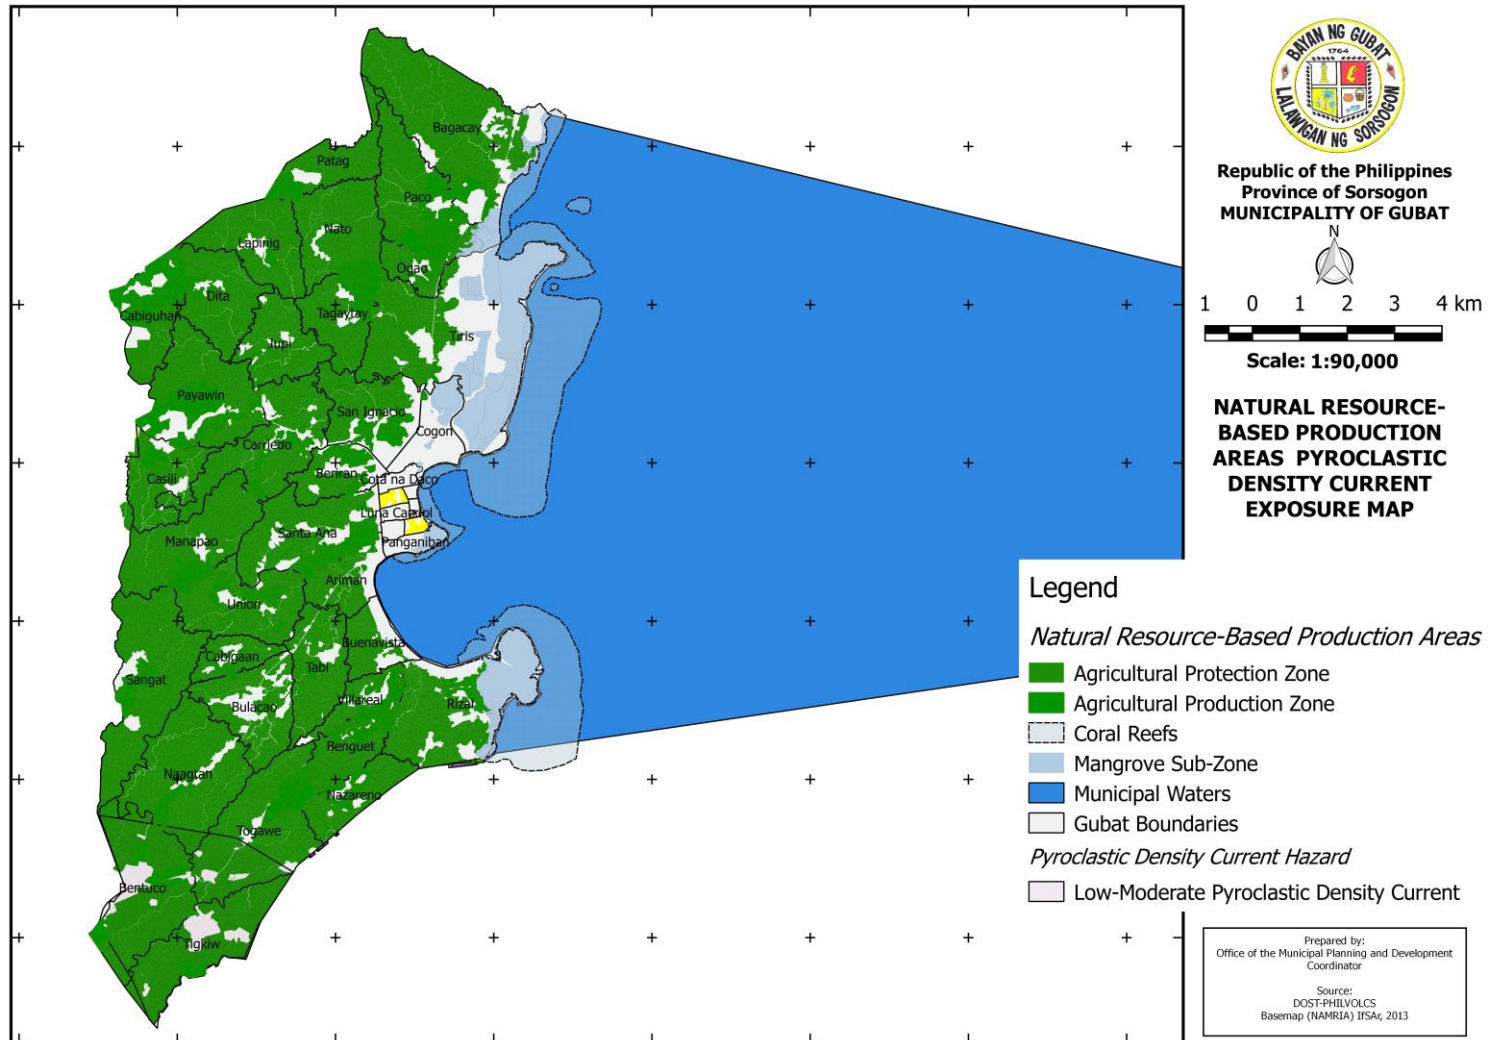 BAYAN NG GUBAT
1764
LALAWIGAN NG SORSOGON
Republic of the Philippines
Province of Sorsogon
MUNICIPALITY OF GUBAT
N
1 0 1 2 3 4 km
Scale: 1:90,000
NATURAL RESOURCE-
BASED PRODUCTION
AREAS PYROCLASTIC
DENSITY CURRENT
EXPOSURE MAP
Legend
Natural Resource-Based Production Areas
Agricultural Protection Zone
Agricultural Production Zone
Coral Reefs
Mangrove Sub-Zone
Municipal Waters
Gubat Boundaries
Pyroclastic Density Current Hazard
Low-Moderate Pyroclastic Density Current
Prepared by:
Office of the Municipal Planning and Development
Coordinator
Source:
DOST-PHILVOLCS
Basemap (NAMRIA) IfSAr, 2013
Bagacay
Patag
Paco
Nato
Lapinig
Ogao
Dita
Cabiguhan
Tagaytay
Tiris
Jupi
Payawin
San Ignacio
Cogon
Carriedo
Beriran
Cota na Daco
Casili
Luna Candol
Santa Ana
Manapao
Panganiban
Ariman
Union
Buenavista
Cabigaan
Tabi
Sangat
Villareal
Rizal
Bulacao
Benguet
Naagtan
Nazareno
Togawe
Bentuco
Tigkiw